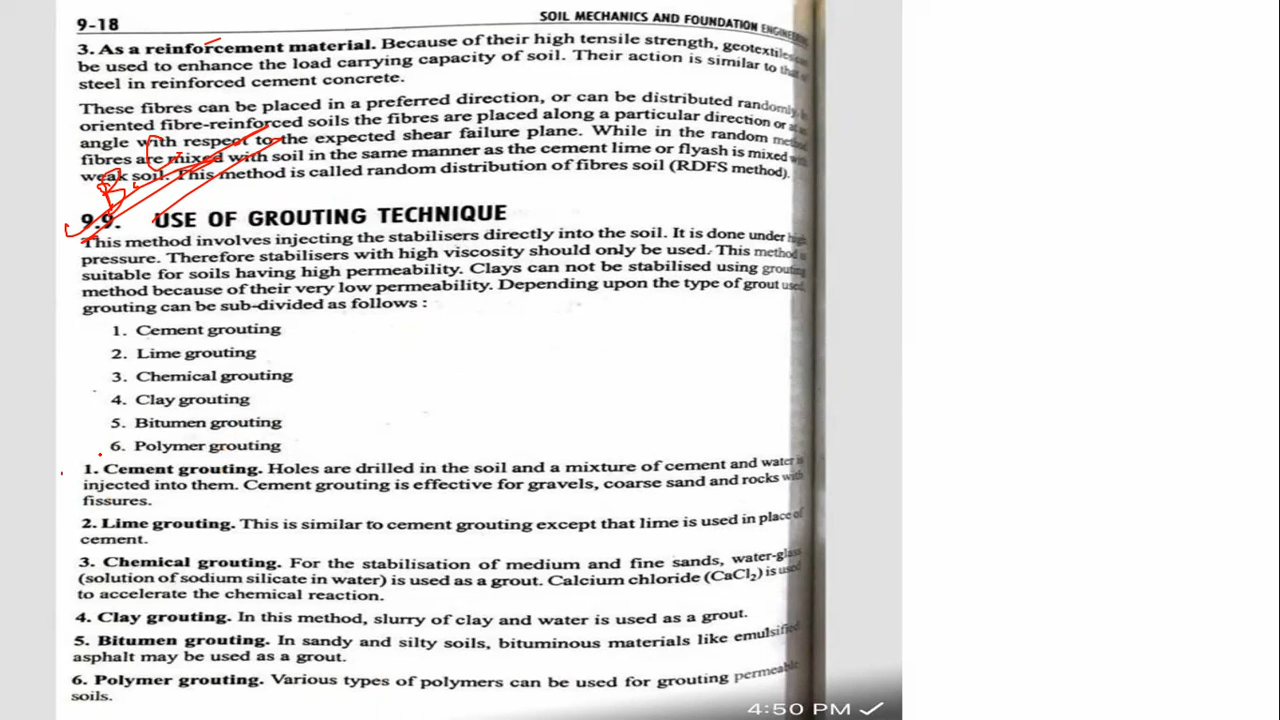 9-18
SOIL MECHANICS AND FOUNDATION ENGINEERING
3. As a reinforcement material. Because of their high tensile strength, geotextiles
be used to enhance the load carrying capacity of soil. Their action is similar to that of
steel in reinforced cement concrete.
These fibres can be placed in a preferred direction, or can be distributed randomly. In
oriented fibre-reinforced soils the fibres are placed along a particular direction or at an
angle with respect to the expected shear failure plane. While in the random method
fibres are mixed with soil in the same manner as the cement lime or flyash is mixed with
weak soil. This method is called random distribution of fibres soil (RDFS method).
B.C.
9.9. USE OF GROUTING TECHNIQUE
This method involves injecting the stabilisers directly into the soil. It is done under high
pressure. Therefore stabilisers with high viscosity should only be used. This method is
suitable for soils having high permeability. Clays can not be stabilised using grouting
method because of their very low permeability. Depending upon the type of grout used,
grouting can be sub-divided as follows :
1. Cement grouting
2. Lime grouting
3. Chemical grouting
4. Clay grouting
5. Bitumen grouting
6. Polymer grouting
1. Cement grouting. Holes are drilled in the soil and a mixture of cement and water is
injected into them. Cement grouting is effective for gravels, coarse sand and rocks with
fissures.
2. Lime grouting. This is similar to cement grouting except that lime is used in place of
cement.
3. Chemical grouting. For the stabilisation of medium and fine sands, water-glass
(solution of sodium silicate in water) is used as a grout. Calcium chloride (CaCl₂) is used
to accelerate the chemical reaction.
4. Clay grouting. In this method, slurry of clay and water is used as a grout.
5. Bitumen grouting. In sandy and silty soils, bituminous materials like emulsified
asphalt may be used as a grout.
6. Polymer grouting. Various types of polymers can be used for grouting permeable
soils.
4:50 PM ✓